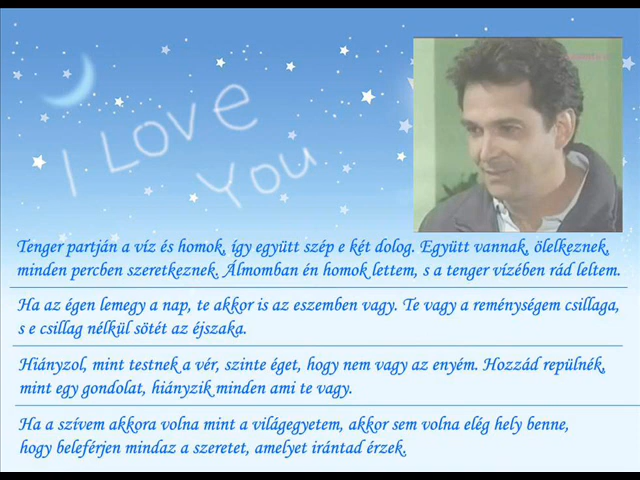 I Love
You
Tenger partján a víz és homok, így együtt szép e két dolog. Együtt vannak, ölelkeznek,
minden percben szeretkeznek. Álmomban én homok lettem, s a tenger vizében rád leltem.
Ha az égen lemegy a nap, te akkor is az eszemben vagy. Te vagy a reménységem csillaga,
s e csillag nélkül sötét az éjszaka.
Hiányzol, mint testnek a vér, szinte éget, hogy nem vagy az enyém. Hozzád repülnék,
mint egy gondolat, hiányzik minden ami te vagy.
Ha a szívem akkora volna mint a világegyetem, akkor sem volna elég hely benne,
hogy beleférjen mindaz a szeretet, amelyet irántad érzek.